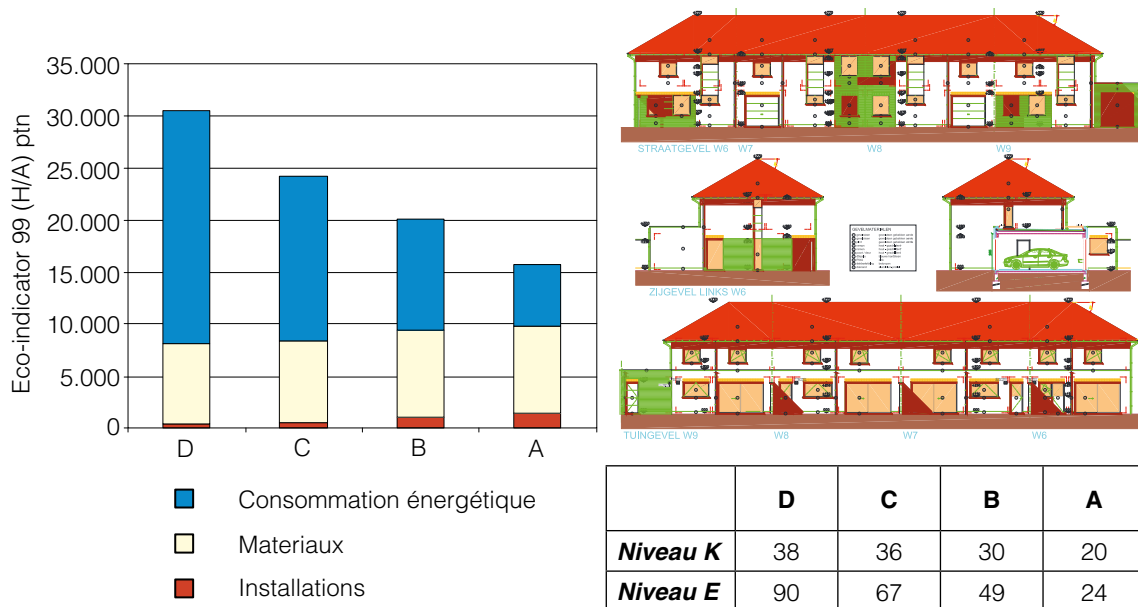 Eco-indicator 99 (H/A) ptn
35.000
30.000
25.000
20.000
15.000
10.000
5.000
0
D C B A
Consommation énergétique
Materiaux
Installations
STRAATGEVEL W6 W7 W8 W9
GEVELMATERIALEN
ZIJGEVEL LINKS W6
TUINGEVEL W9 W8 W7 W6
D C B A
Niveau K 38 36 30 20
Niveau E 90 67 49 24